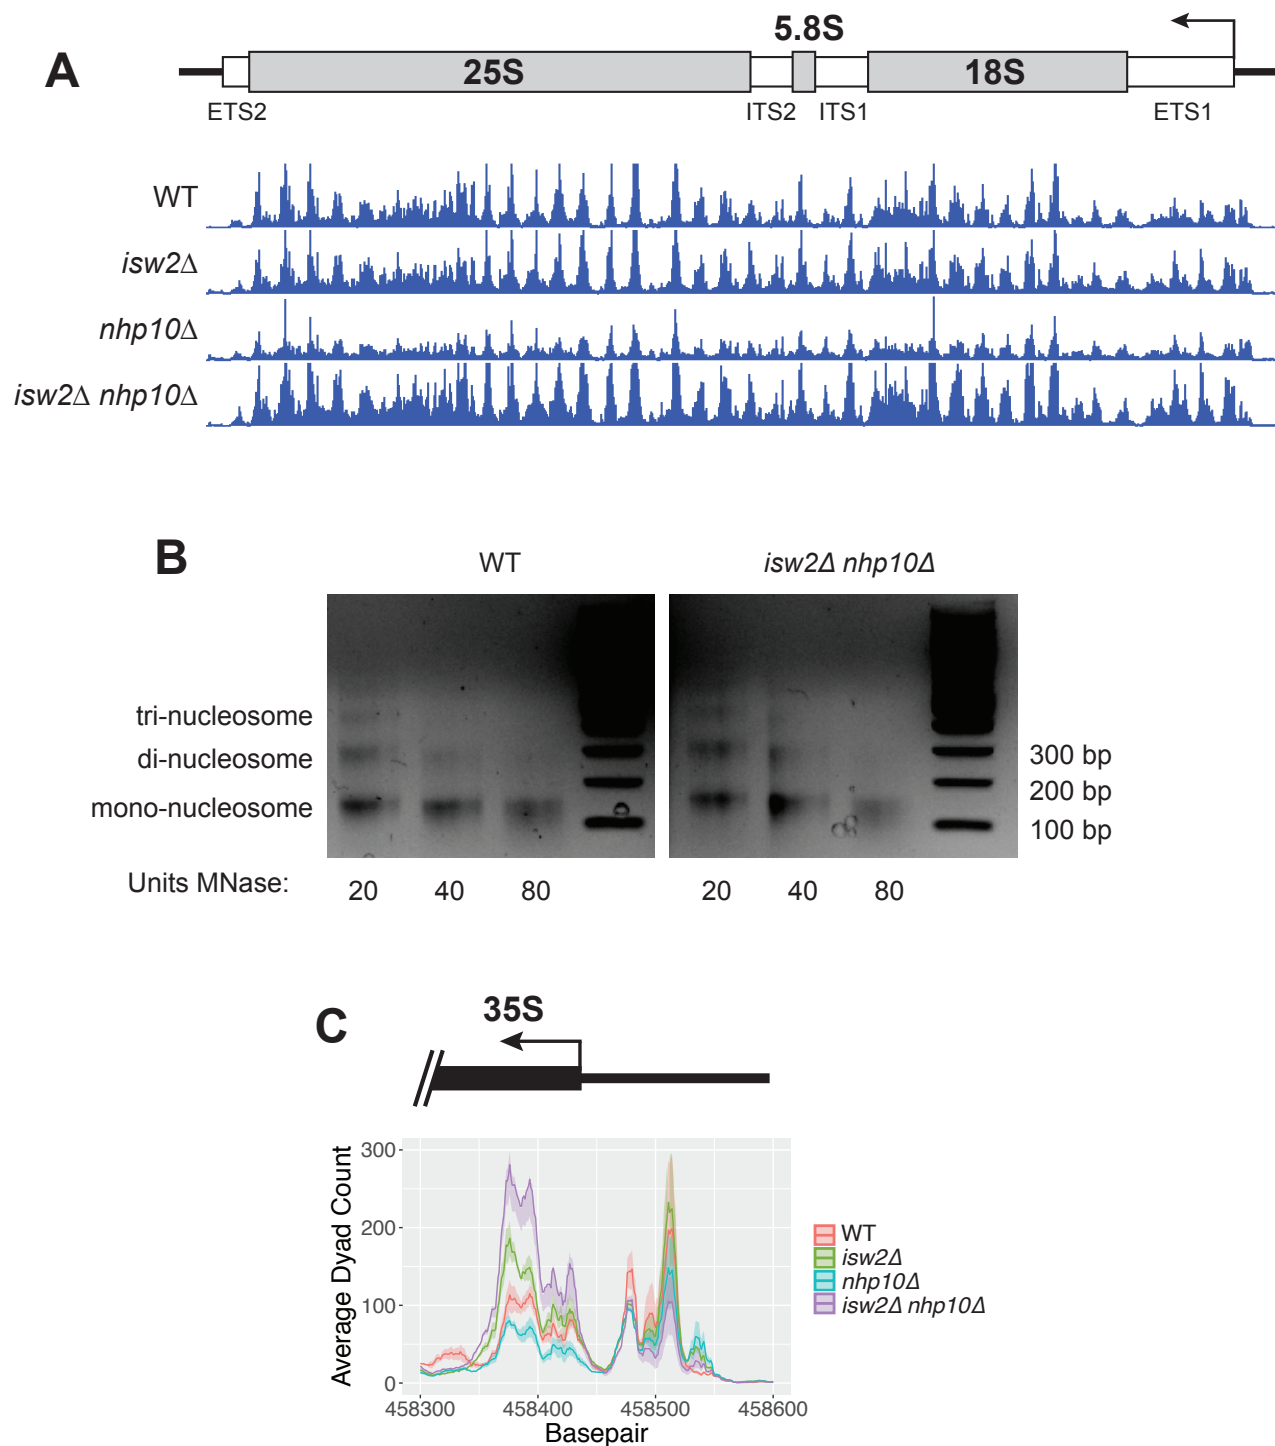 A
5.8S
25S
18S
ETS2
ITS2
ITS1
ETS1
WT
isw2Δ
nhp10Δ
isw2Δ nhp10Δ
B
WT
isw2Δ nhp10Δ
tri-nucleosome
di-nucleosome
mono-nucleosome
300 bp
200 bp
100 bp
Units MNase:
20
40
80
20
40
80
C
35S
Average Dyad Count
300
200
100
0
458300
458400
458500
458600
Basepair
WT
isw2Δ
nhp10Δ
isw2Δ nhp10Δ